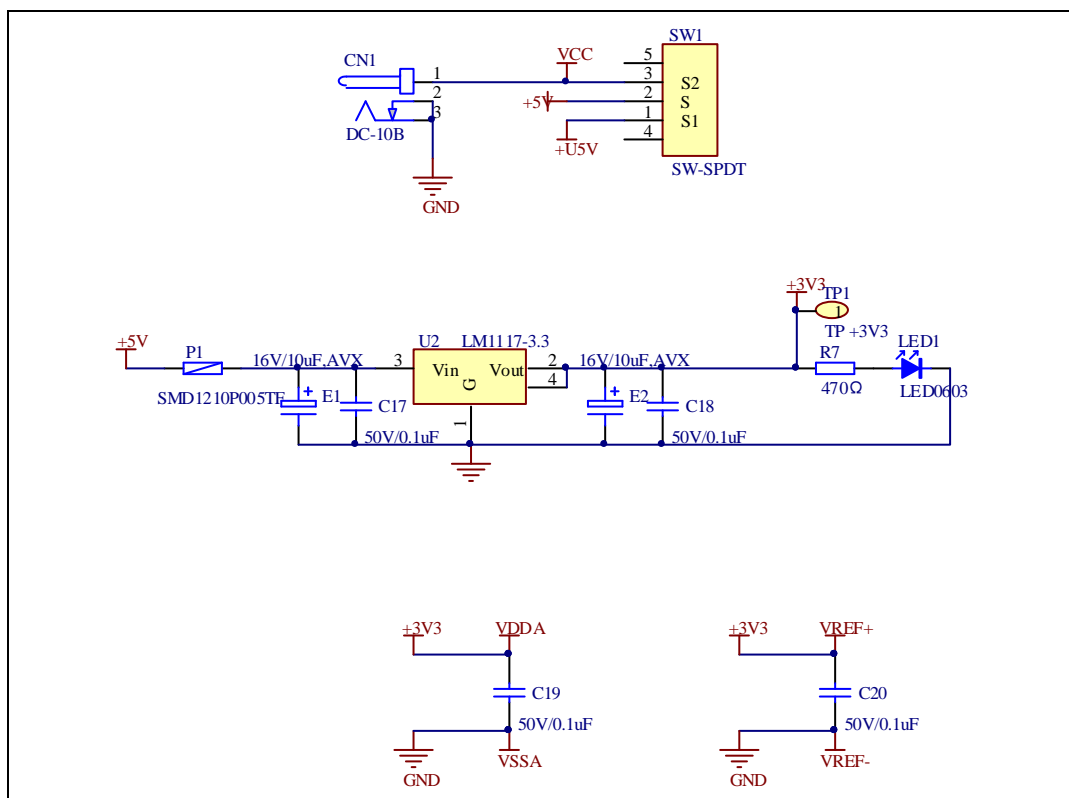 SW1
VCC
CN1
5
1
3
S2
2
+5V
2
S
3
1
S1
DC-10B
+U5V
4
SW-SPDT
GND
+3V3
TP1
1
+5V
U2
LM1117-3.3
TP +3V3
P1
R7
LED1
16V/10uF,AVX
3
Vin
Vout
2
16V/10uF,AVX
4
G
SMD1210P005TF
E1
C17
E2
C18
470Ω
LED0603
1
50V/0.1uF
50V/0.1uF
+3V3
VDDA
+3V3
VREF+
C19
C20
50V/0.1uF
50V/0.1uF
GND
VSSA
GND
VREF-